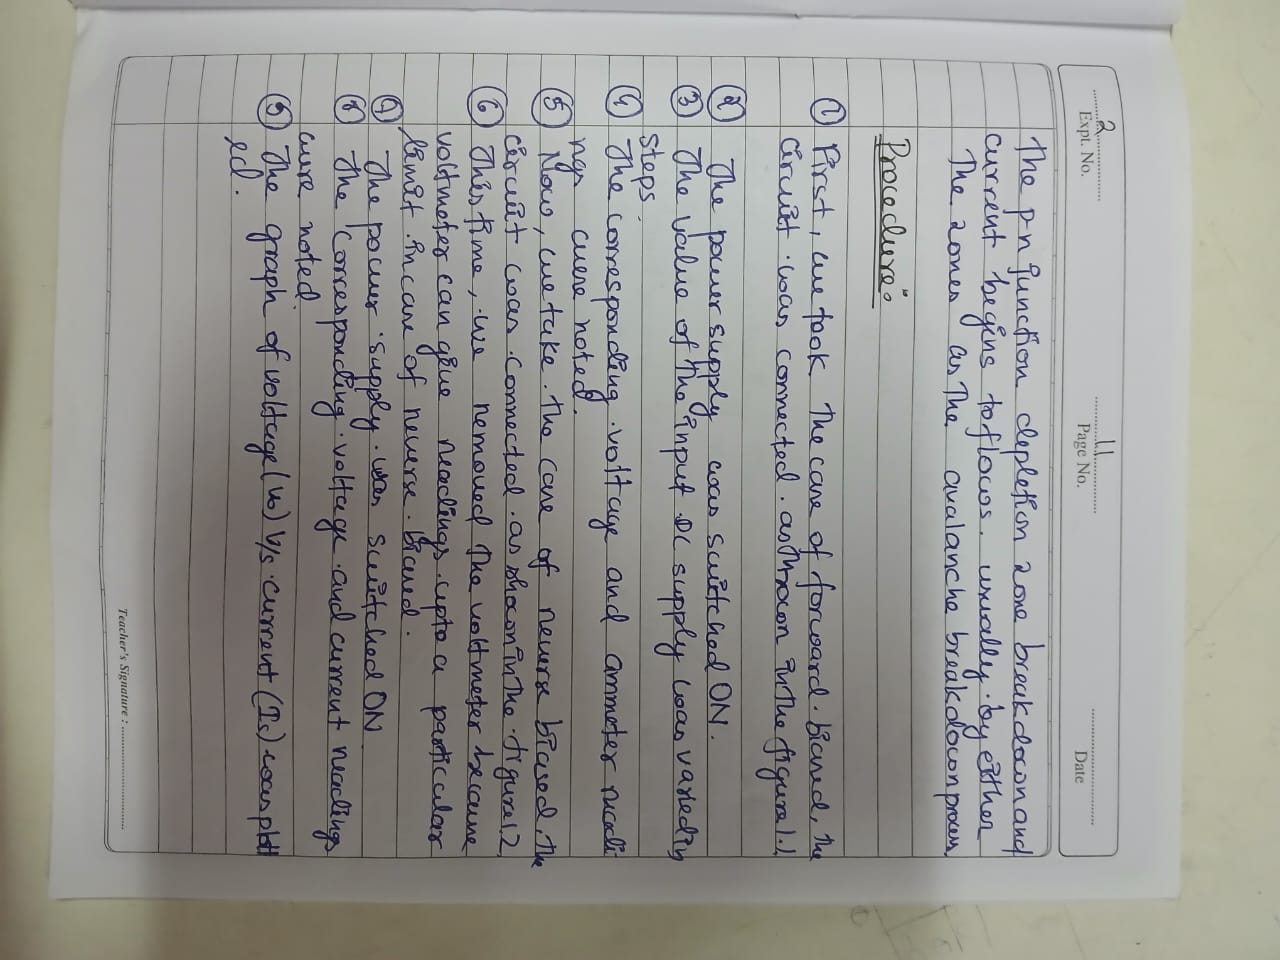 2
Expt. No.
11
Page No.
Date
The pn junction depletion zone breakdown and
current begins to flows. usually by either
The zones as The avalanche breakdown
Procedure:
① First, we took The case of forward biased, the
circuit was connected. as shown in the figure 1.1
② The power supply was switched ON.
③ The value of The input DC supply was varied in
steps.
④ The corresponding voltage and ammeter readi
ngs were noted.
⑤ Now, we take. the case of reverse biased, The
circuit was connected. as shown in the figure 1.2
⑥ This time, we removed The voltmeter because
voltmeter can give readings upto a particular
limit in case of reverse biased.
⑦ The power supply was switched ON
⑧ The corresponding voltage and current readings
were noted.
⑨ The graph of voltage (Vs) v/s current (Is) was plott
ed.
Teacher's Signature :